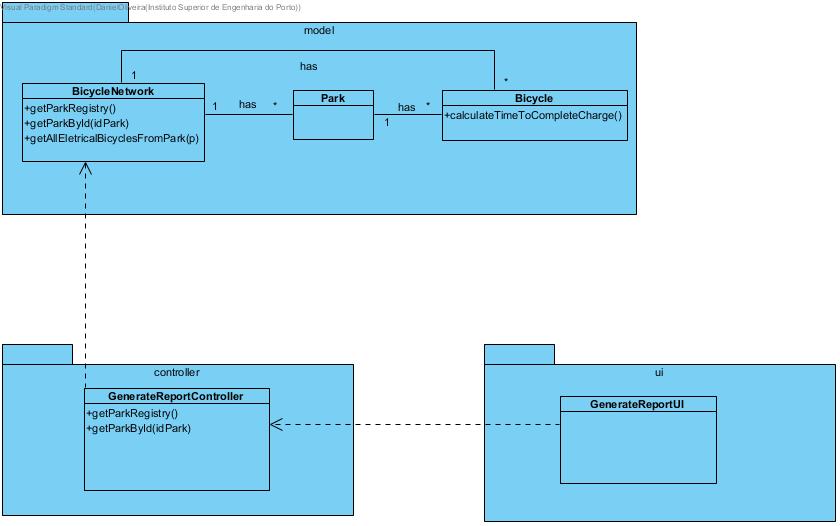 Visual Paradigm Standard(DanielOliveira(Instituto Superior de Engenharia do Porto))
model
has
1
*
BicycleNetwork
+getParkRegistry()
+getParkById(idPark)
+getAllEletricalBicyclesFromPark(p)
1 has *
Park
has *
1
Bicycle
+calculateTimeToCompleteCharge()
controller
GenerateReportController
+getParkRegistry()
+getParkById(idPark)
ui
GenerateReportUI